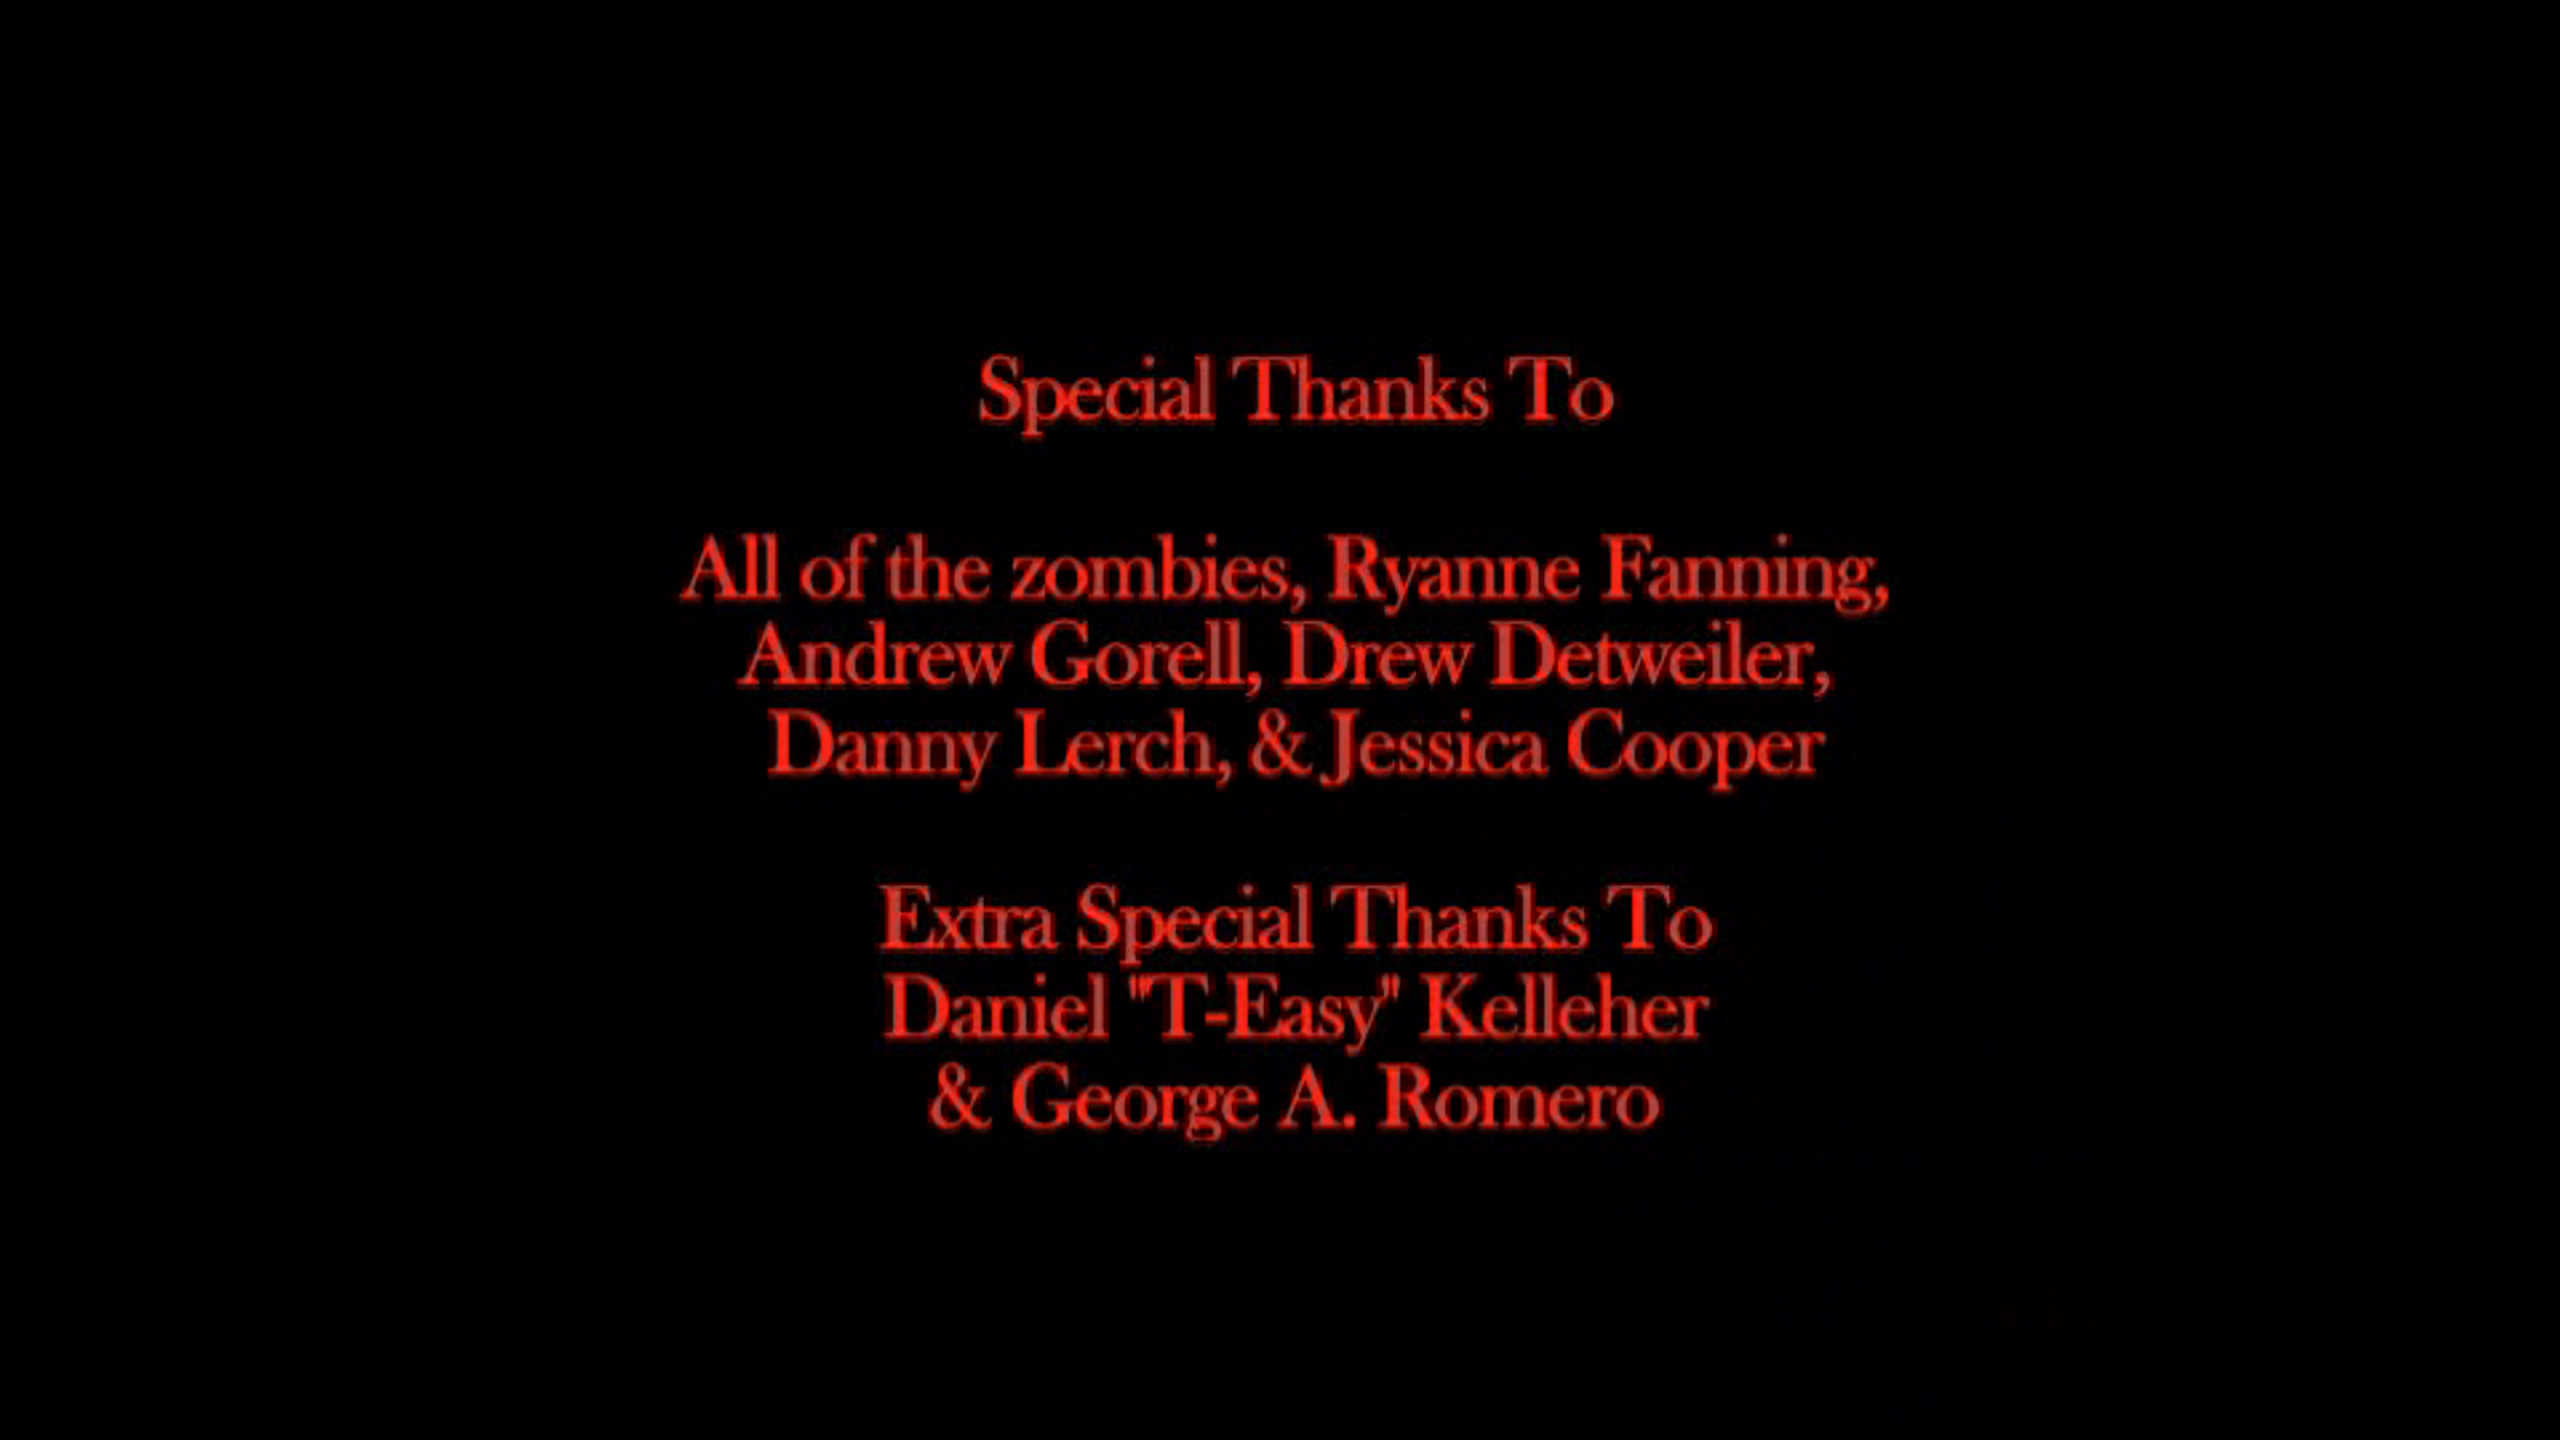 Special Thanks To
All of the zombies, Ryanne Fanning,
Andrew Gorell, Drew Detweiler,
Danny Lerch, & Jessica Cooper
Extra Special Thanks To
Daniel "T-Easy" Kelleher
& George A. Romero